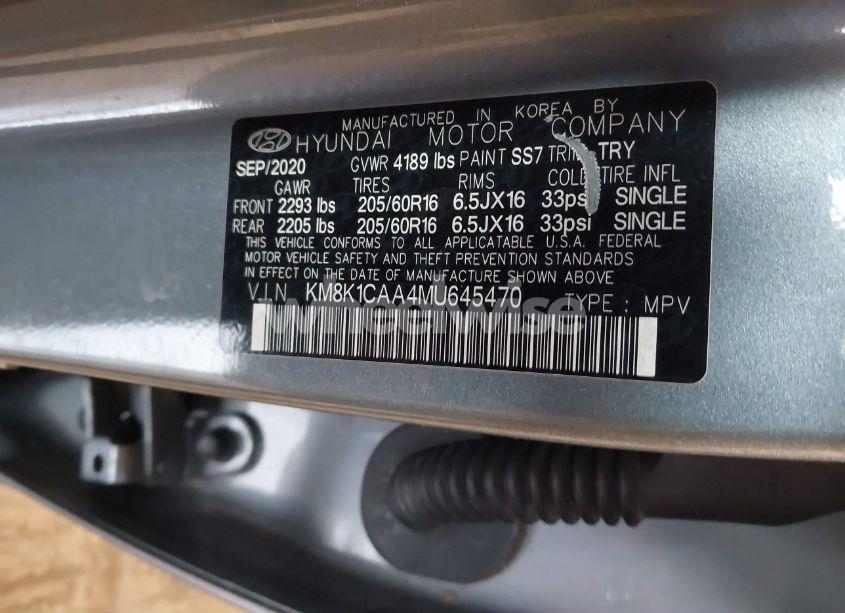 MANUFACTURED IN KOREA BY
HYUNDAI MOTOR COMPANY
SEP/2020 GVWR 4189 lbs PAINT SS7 TRIM TRY
GAWR TIRES RIMS COLD TIRE INFL
FRONT 2293 lbs 205/60R16 6.5JX16 33psi SINGLE
REAR 2205 lbs 205/60R16 6.5JX16 33psi SINGLE
THIS VEHICLE CONFORMS TO ALL APPLICATABLE U.S.A. FEDERAL
MOTOR VEHICLE SAFETY AND THEFT PREVENTION STANDARDS
IN EFFECT ON THE DATE OF MANUFACTURE SHOWN ABOVE
V.I.N KM8K1CAA4MU645470 TYPE : MPV
wheelwise